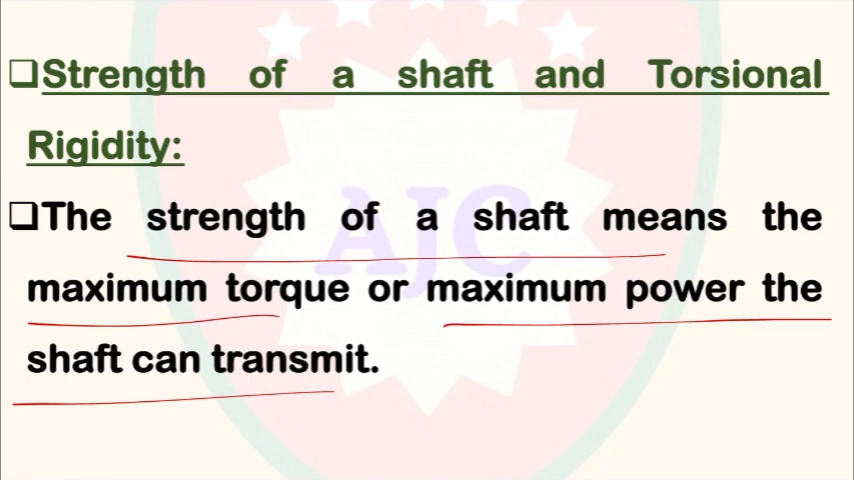 ❑Strength of a shaft and Torsional
Rigidity:
❑The strength of a shaft means the
maximum torque or maximum power the
shaft can transmit.
AJC